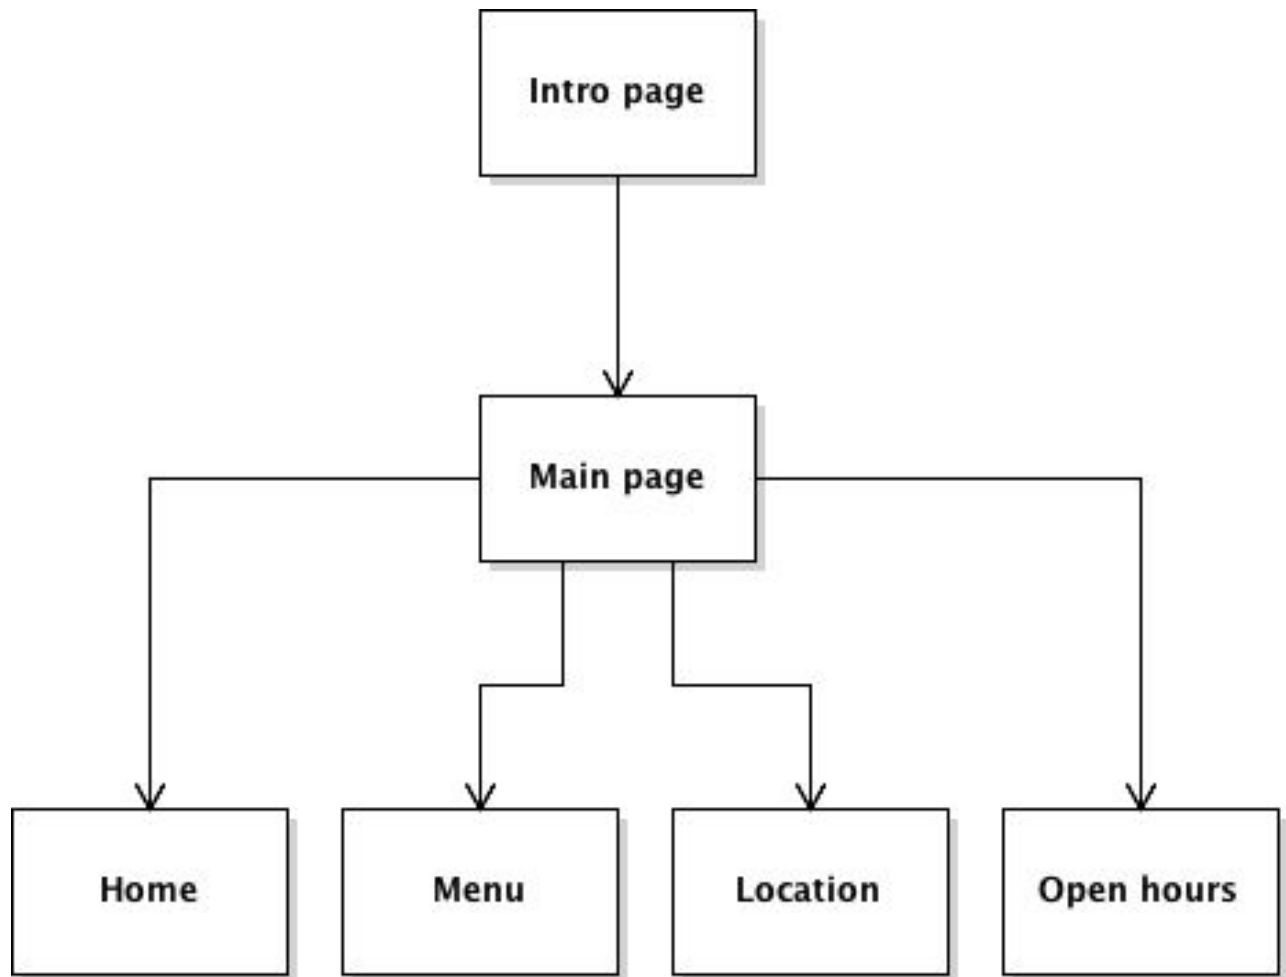 Intro page
Main page
Home
Menu
Location
Open hours